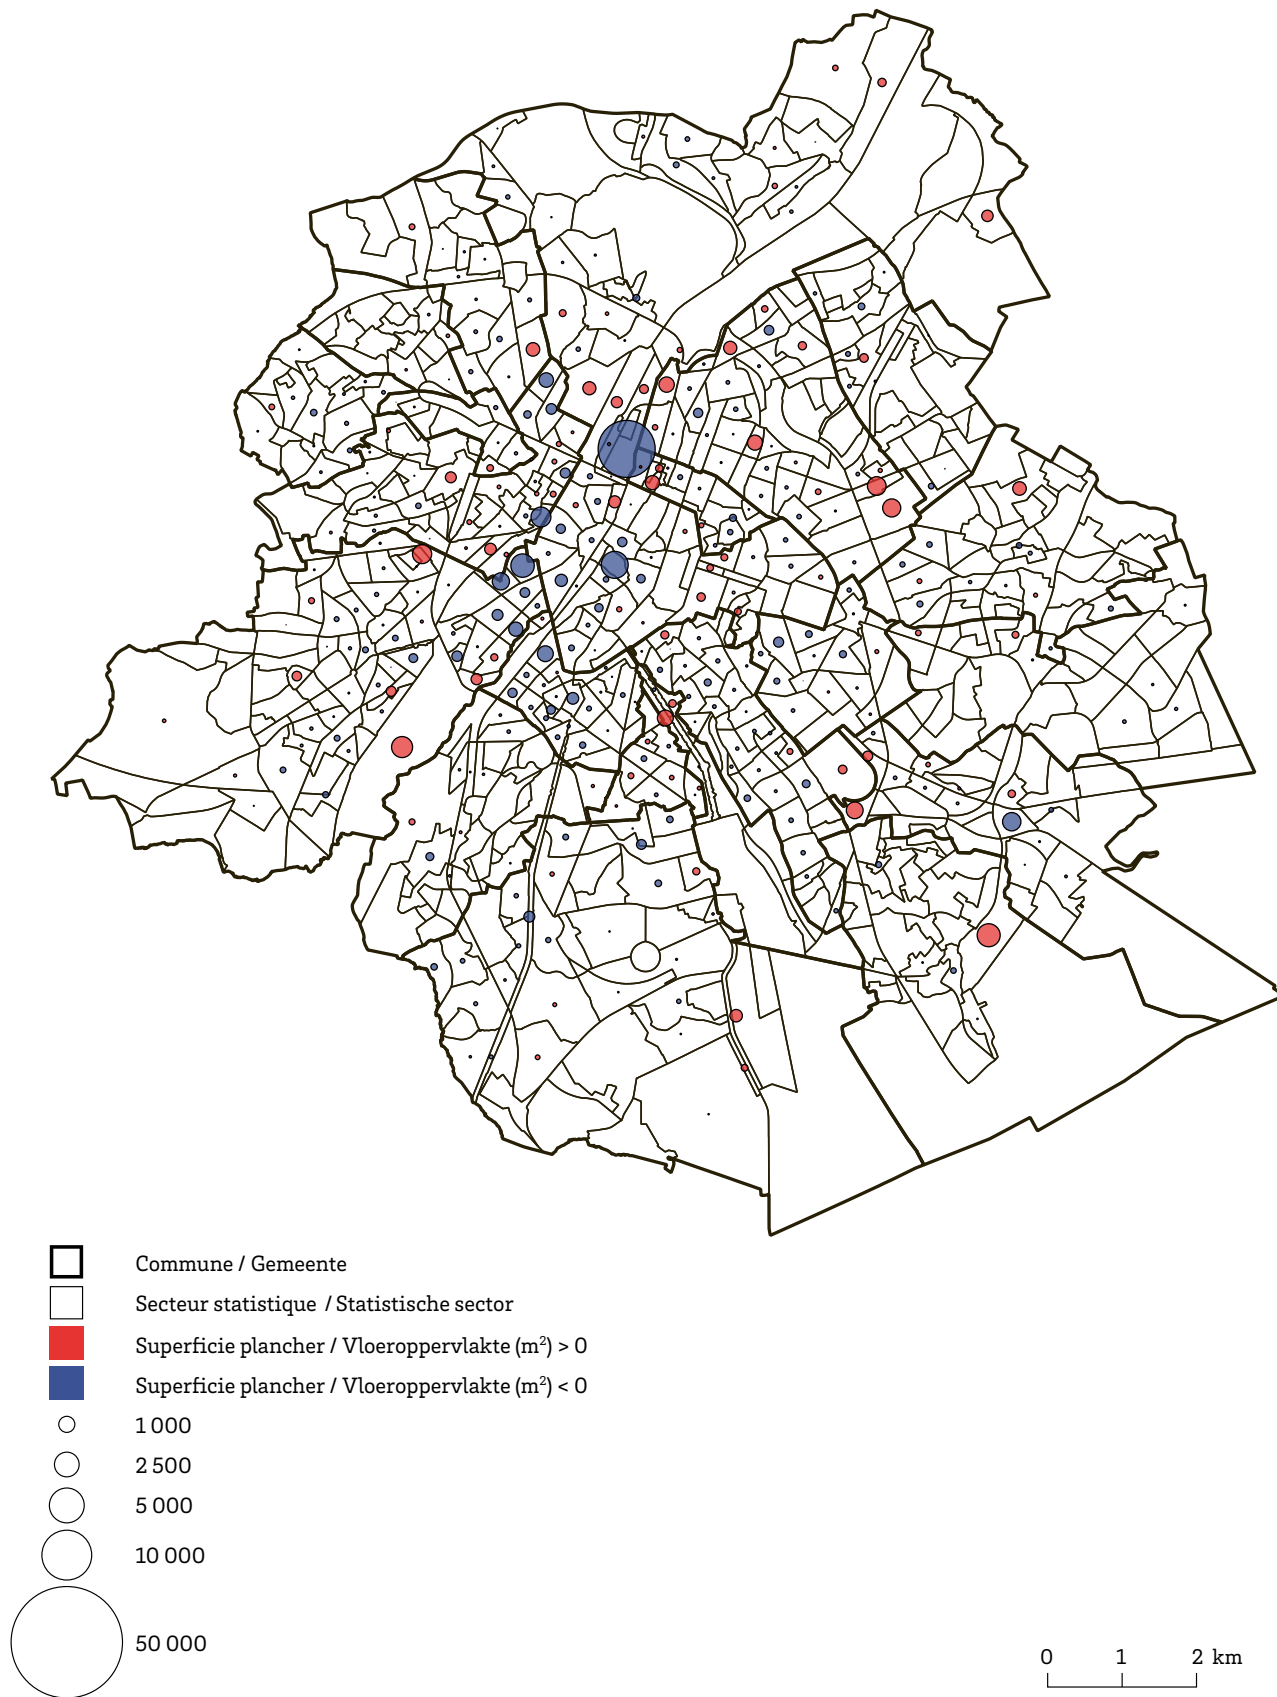 Commune / Gemeente
Secteur statistique / Statistische sector
Superficie plancher / Vloeroppervlakte (m²) > 0
Superficie plancher / Vloeroppervlakte (m²) < 0
1 000
2 500
5 000
10 000
50 000
0 1 2 km